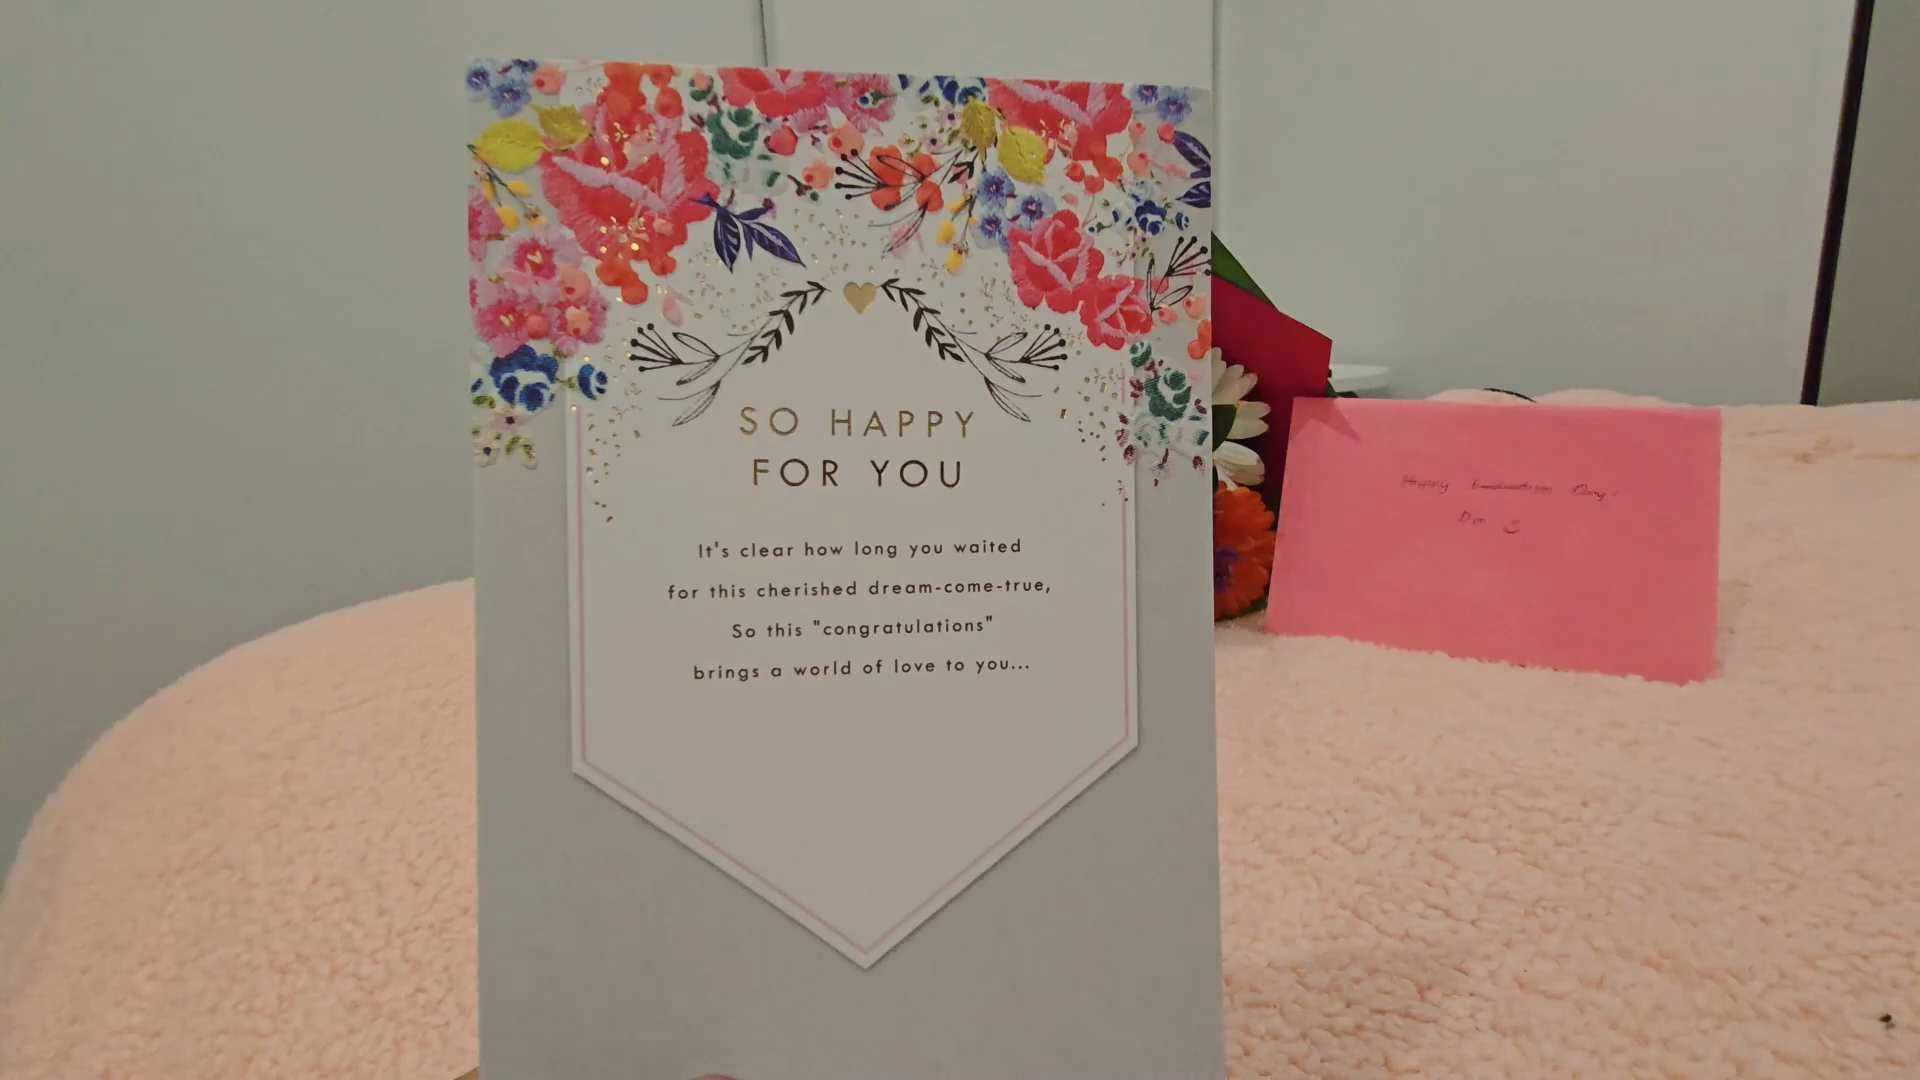 SO HAPPY
FOR YOU
It's clear how long you waited
for this cherished dream-come-true,
So this "congratulations"
brings a world of love to you...
Happy Graduation Day!